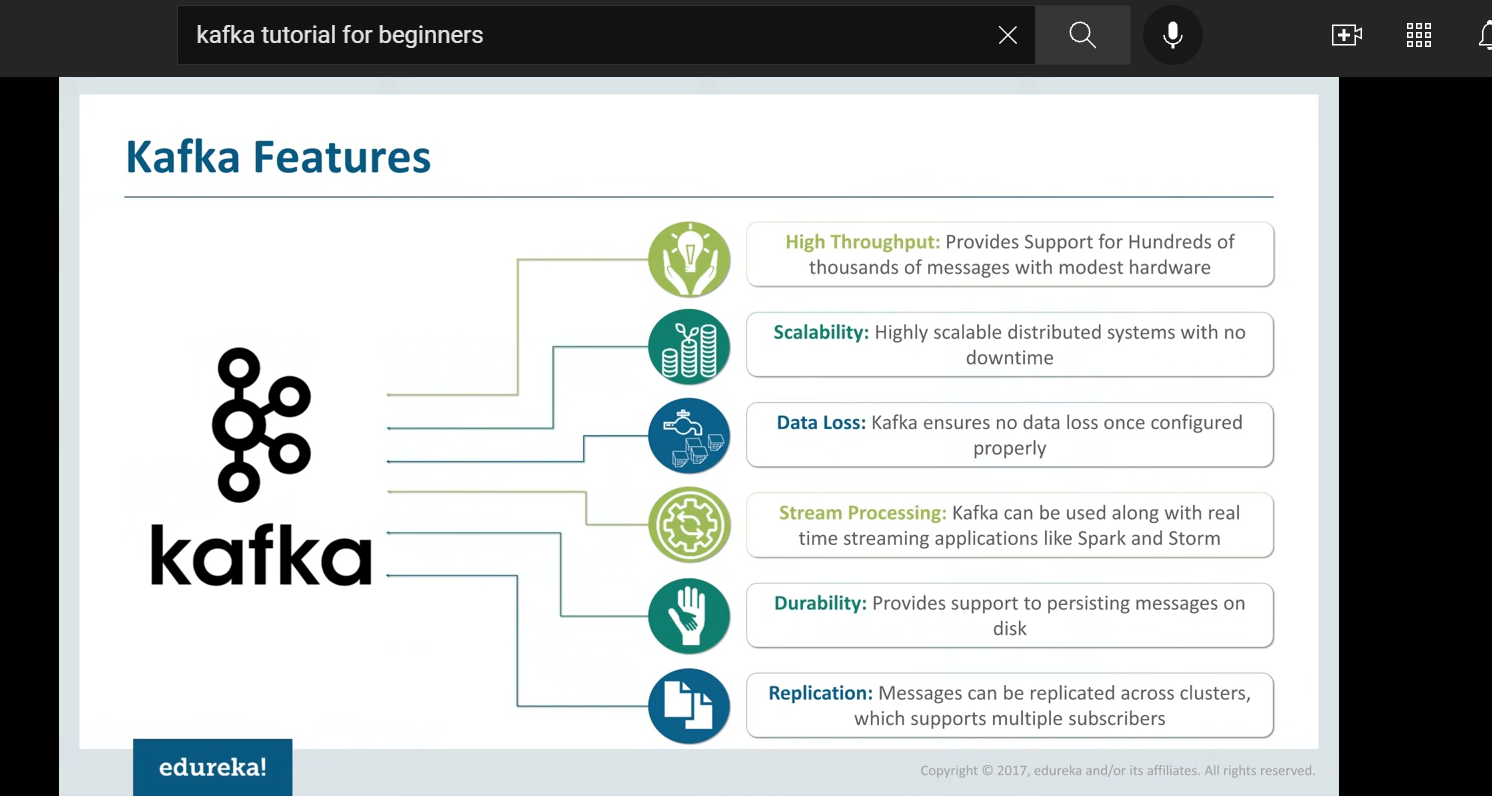 kafka tutorial for beginners
Kafka Features
High Throughput: Provides Support for Hundreds of
thousands of messages with modest hardware
Scalability: Highly scalable distributed systems with no
downtime
Data Loss: Kafka ensures no data loss once configured
properly
Stream Processing: Kafka can be used along with real
time streaming applications like Spark and Storm
Durability: Provides support to persisting messages on
disk
Replication: Messages can be replicated across clusters,
which supports multiple subscribers
kafka
edureka!
Copyright © 2017, edureka and/or its affiliates. All rights reserved.